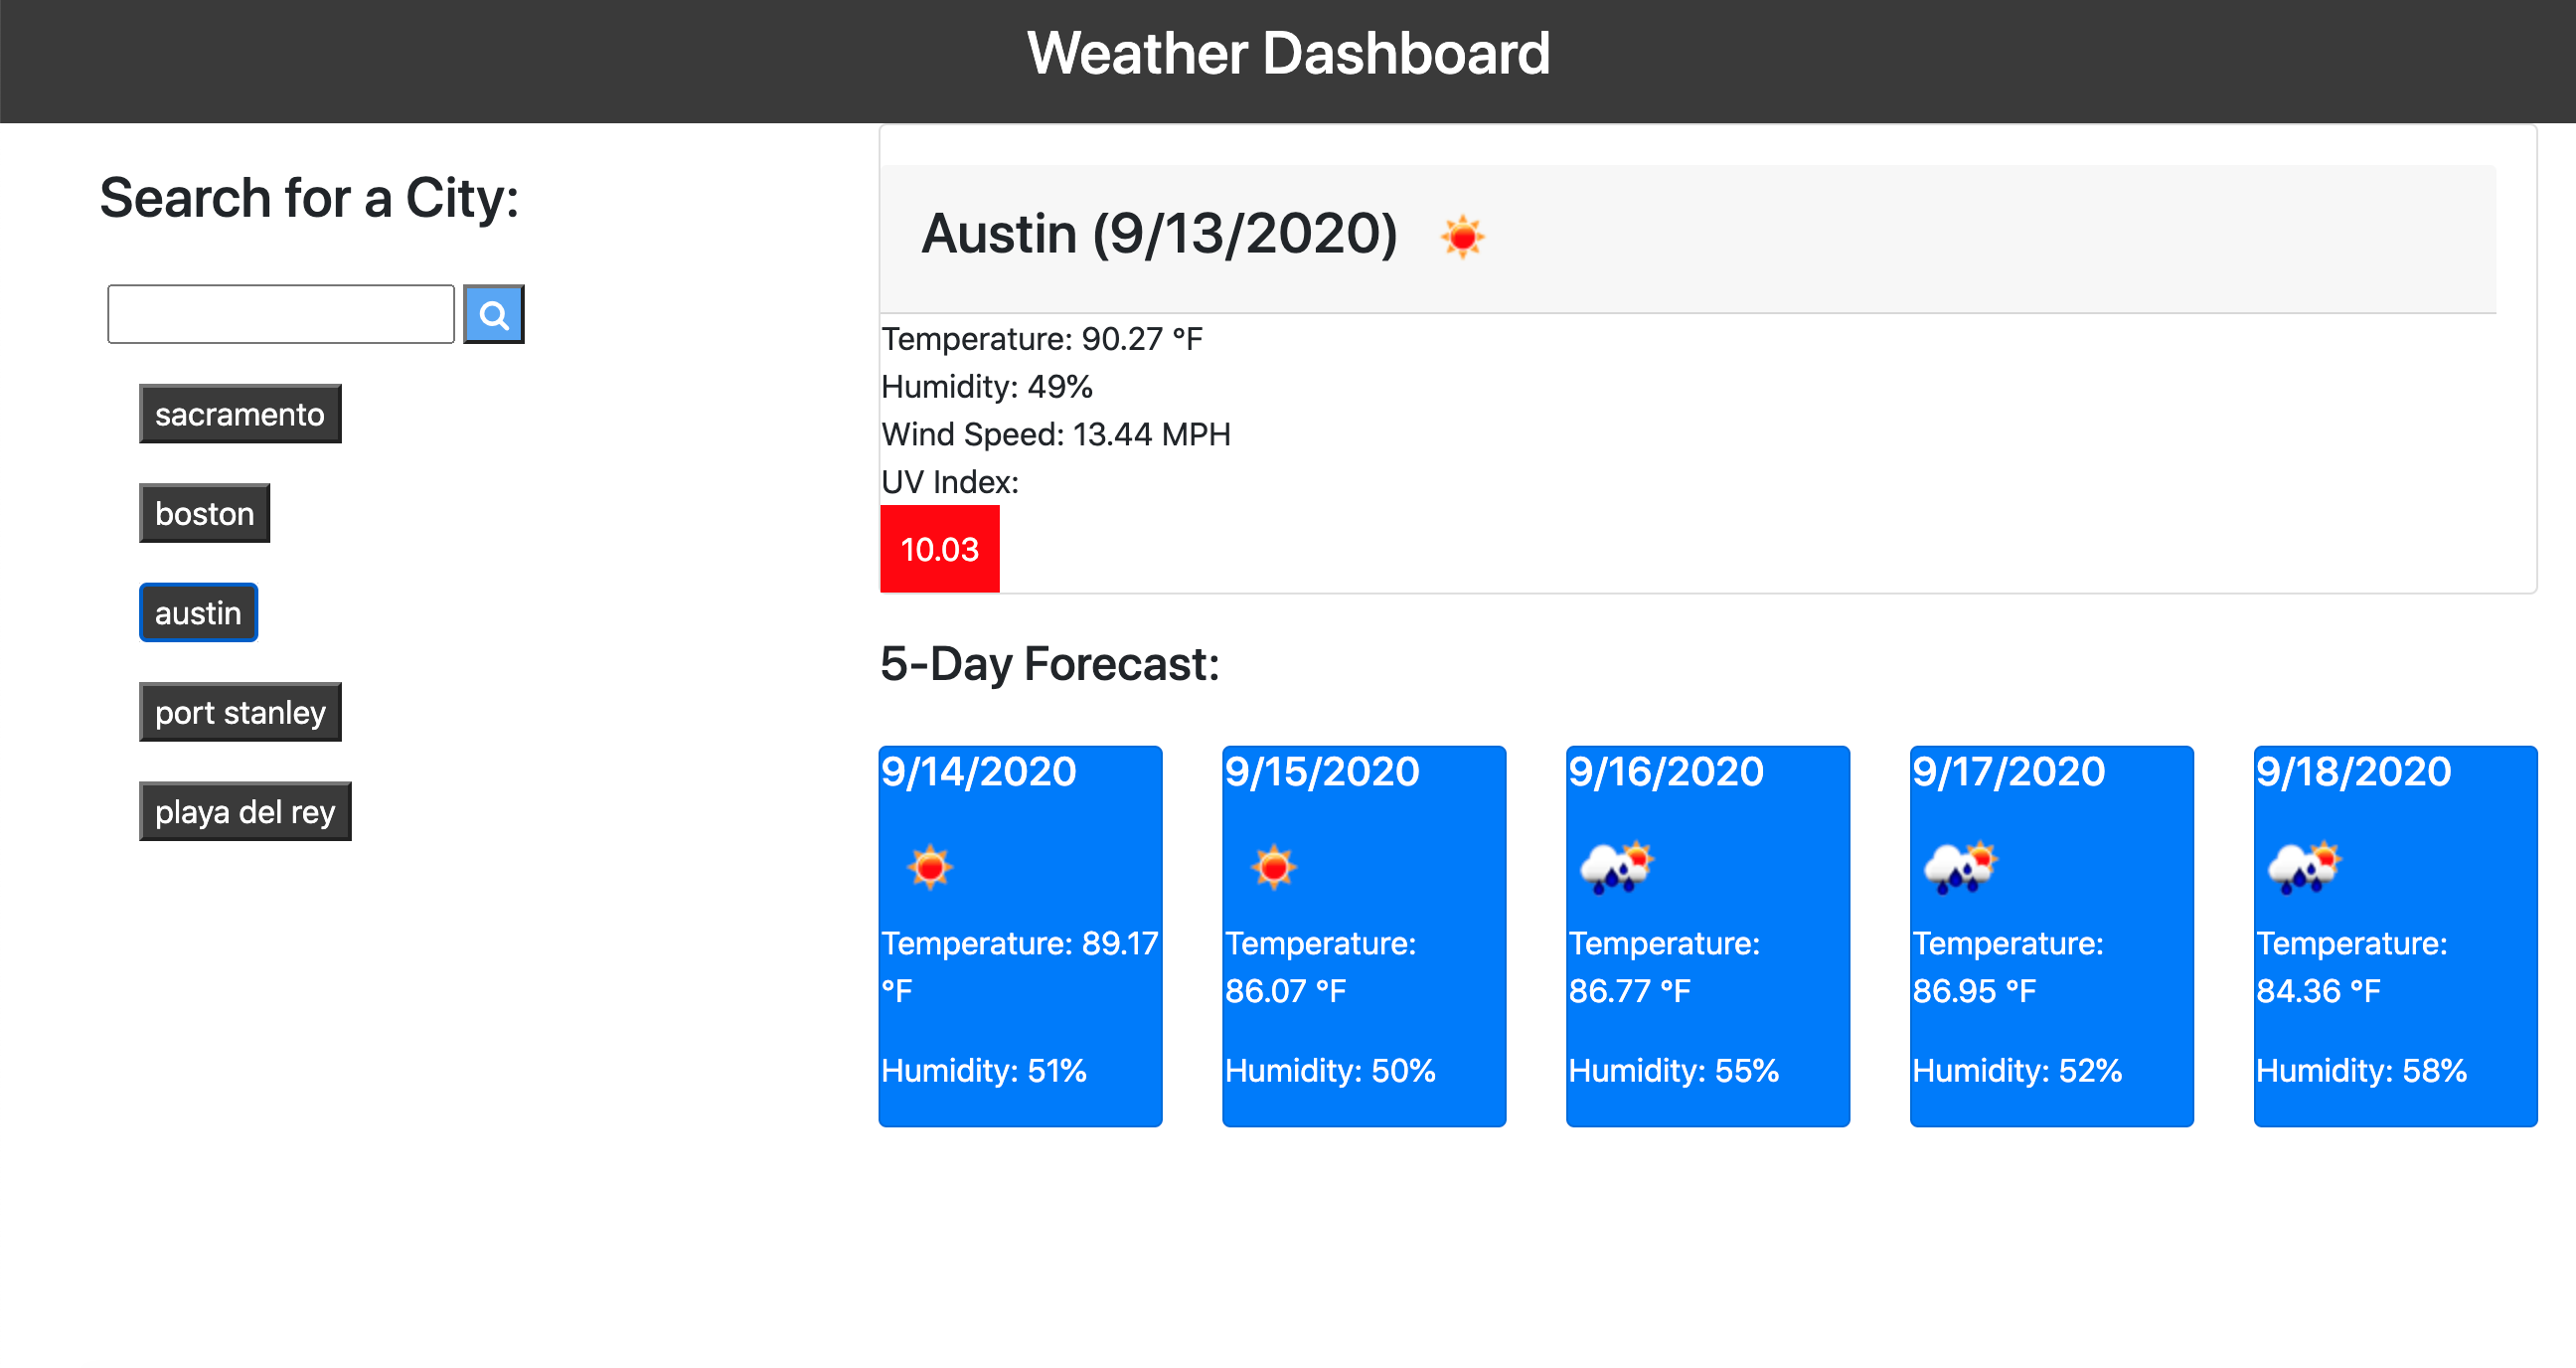 Weather Dashboard
Search for a City:
sacramento
boston
austin
port stanley
playa del rey
Austin (9/13/2020)
Temperature: 90.27 °F
Humidity: 49%
Wind Speed: 13.44 MPH
UV Index:
10.03
5-Day Forecast:
9/14/2020
Temperature: 89.17
°F
Humidity: 51%
9/15/2020
Temperature:
86.07 °F
Humidity: 50%
9/16/2020
Temperature:
86.77 °F
Humidity: 55%
9/17/2020
Temperature:
86.95 °F
Humidity: 52%
9/18/2020
Temperature:
84.36 °F
Humidity: 58%